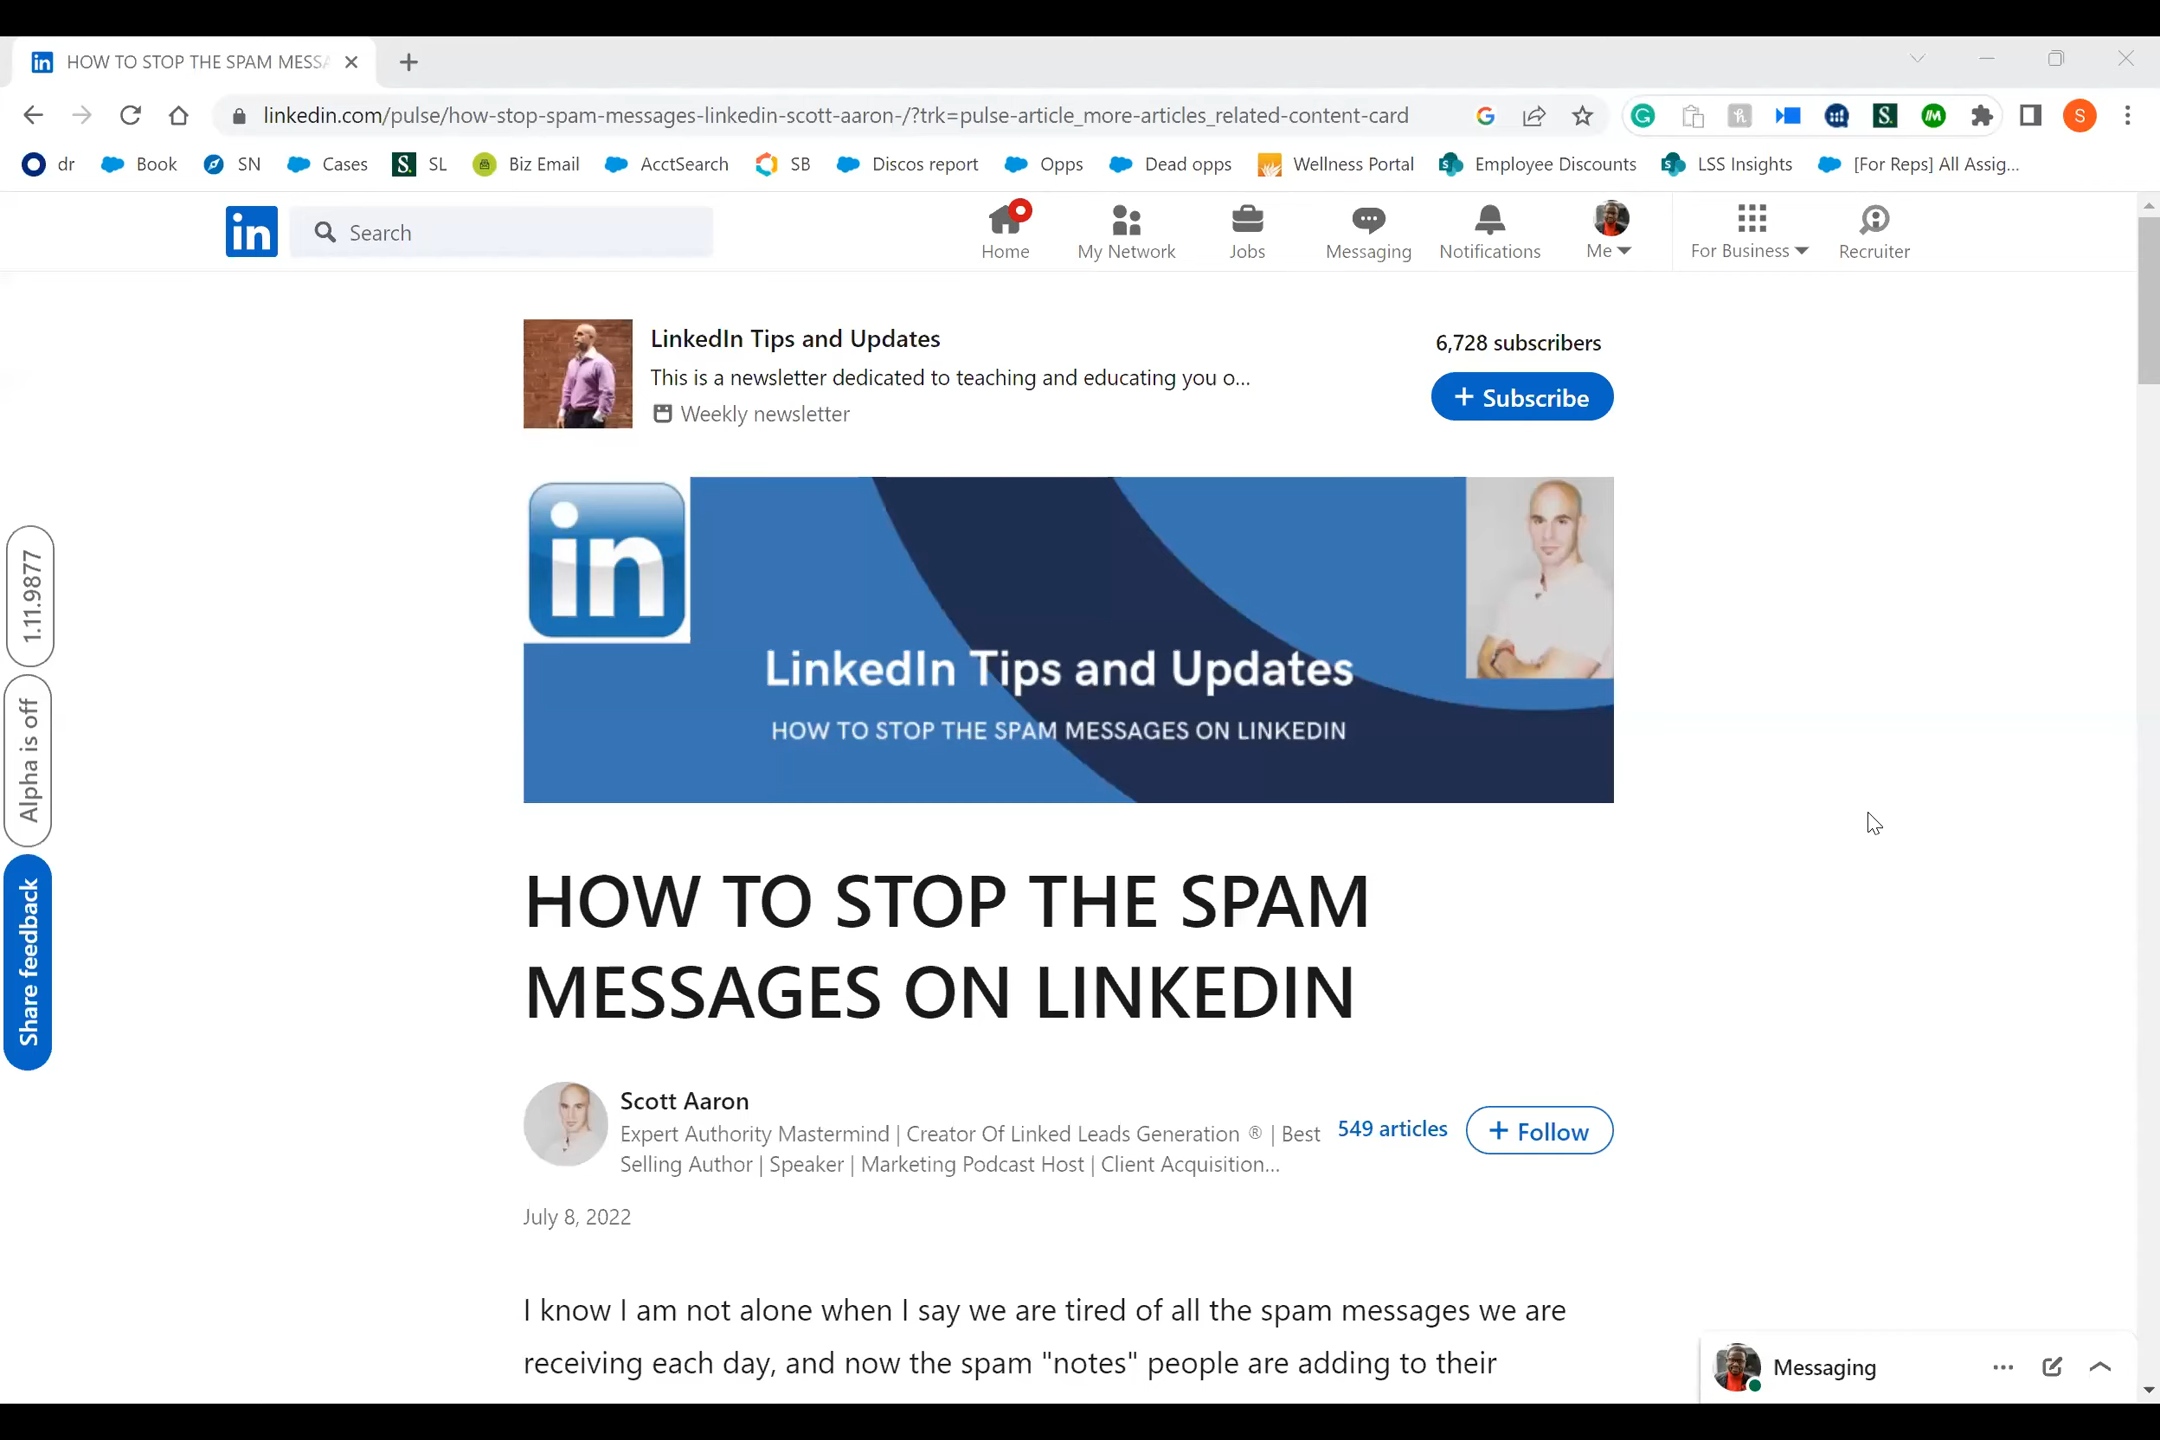 HOW TO STOP THE SPAM MESSA
linkedin.com/pulse/how-stop-spam-messages-linkedin-scott-aaron-/?trk=pulse-article_more-articles_related-content-card
S
dr Book SN Cases SL Biz Email AcctSearch SB Discos report Opps Dead opps Wellness Portal Employee Discounts LSS Insights [For Reps] All Assig...
in Search Home My Network Jobs Messaging Notifications Me For Business Recruiter
LinkedIn Tips and Updates
This is a newsletter dedicated to teaching and educating you o...
Weekly newsletter
6,728 subscribers
+ Subscribe
in
LinkedIn Tips and Updates
HOW TO STOP THE SPAM MESSAGES ON LINKEDIN
1.11.9877
Alpha is off
Share feedback
HOW TO STOP THE SPAM
MESSAGES ON LINKEDIN
Scott Aaron
Expert Authority Mastermind | Creator Of Linked Leads Generation ® | Best
Selling Author | Speaker | Marketing Podcast Host | Client Acquisition...
549 articles
+ Follow
July 8, 2022
I know I am not alone when I say we are tired of all the spam messages we are
receiving each day, and now the spam "notes" people are adding to their
Messaging